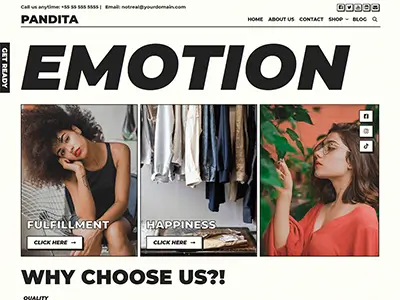 Call us anytime: +55 55 555 5555 | Email: notreal@yourdomain.com
PANDITA
HOME ABOUT US CONTACT SHOP BLOG
GET READY
EMOTION
FULFILLMENT
HAPPINESS
CLICK HERE →
CLICK HERE →
WHY CHOOSE US?!
QUALITY